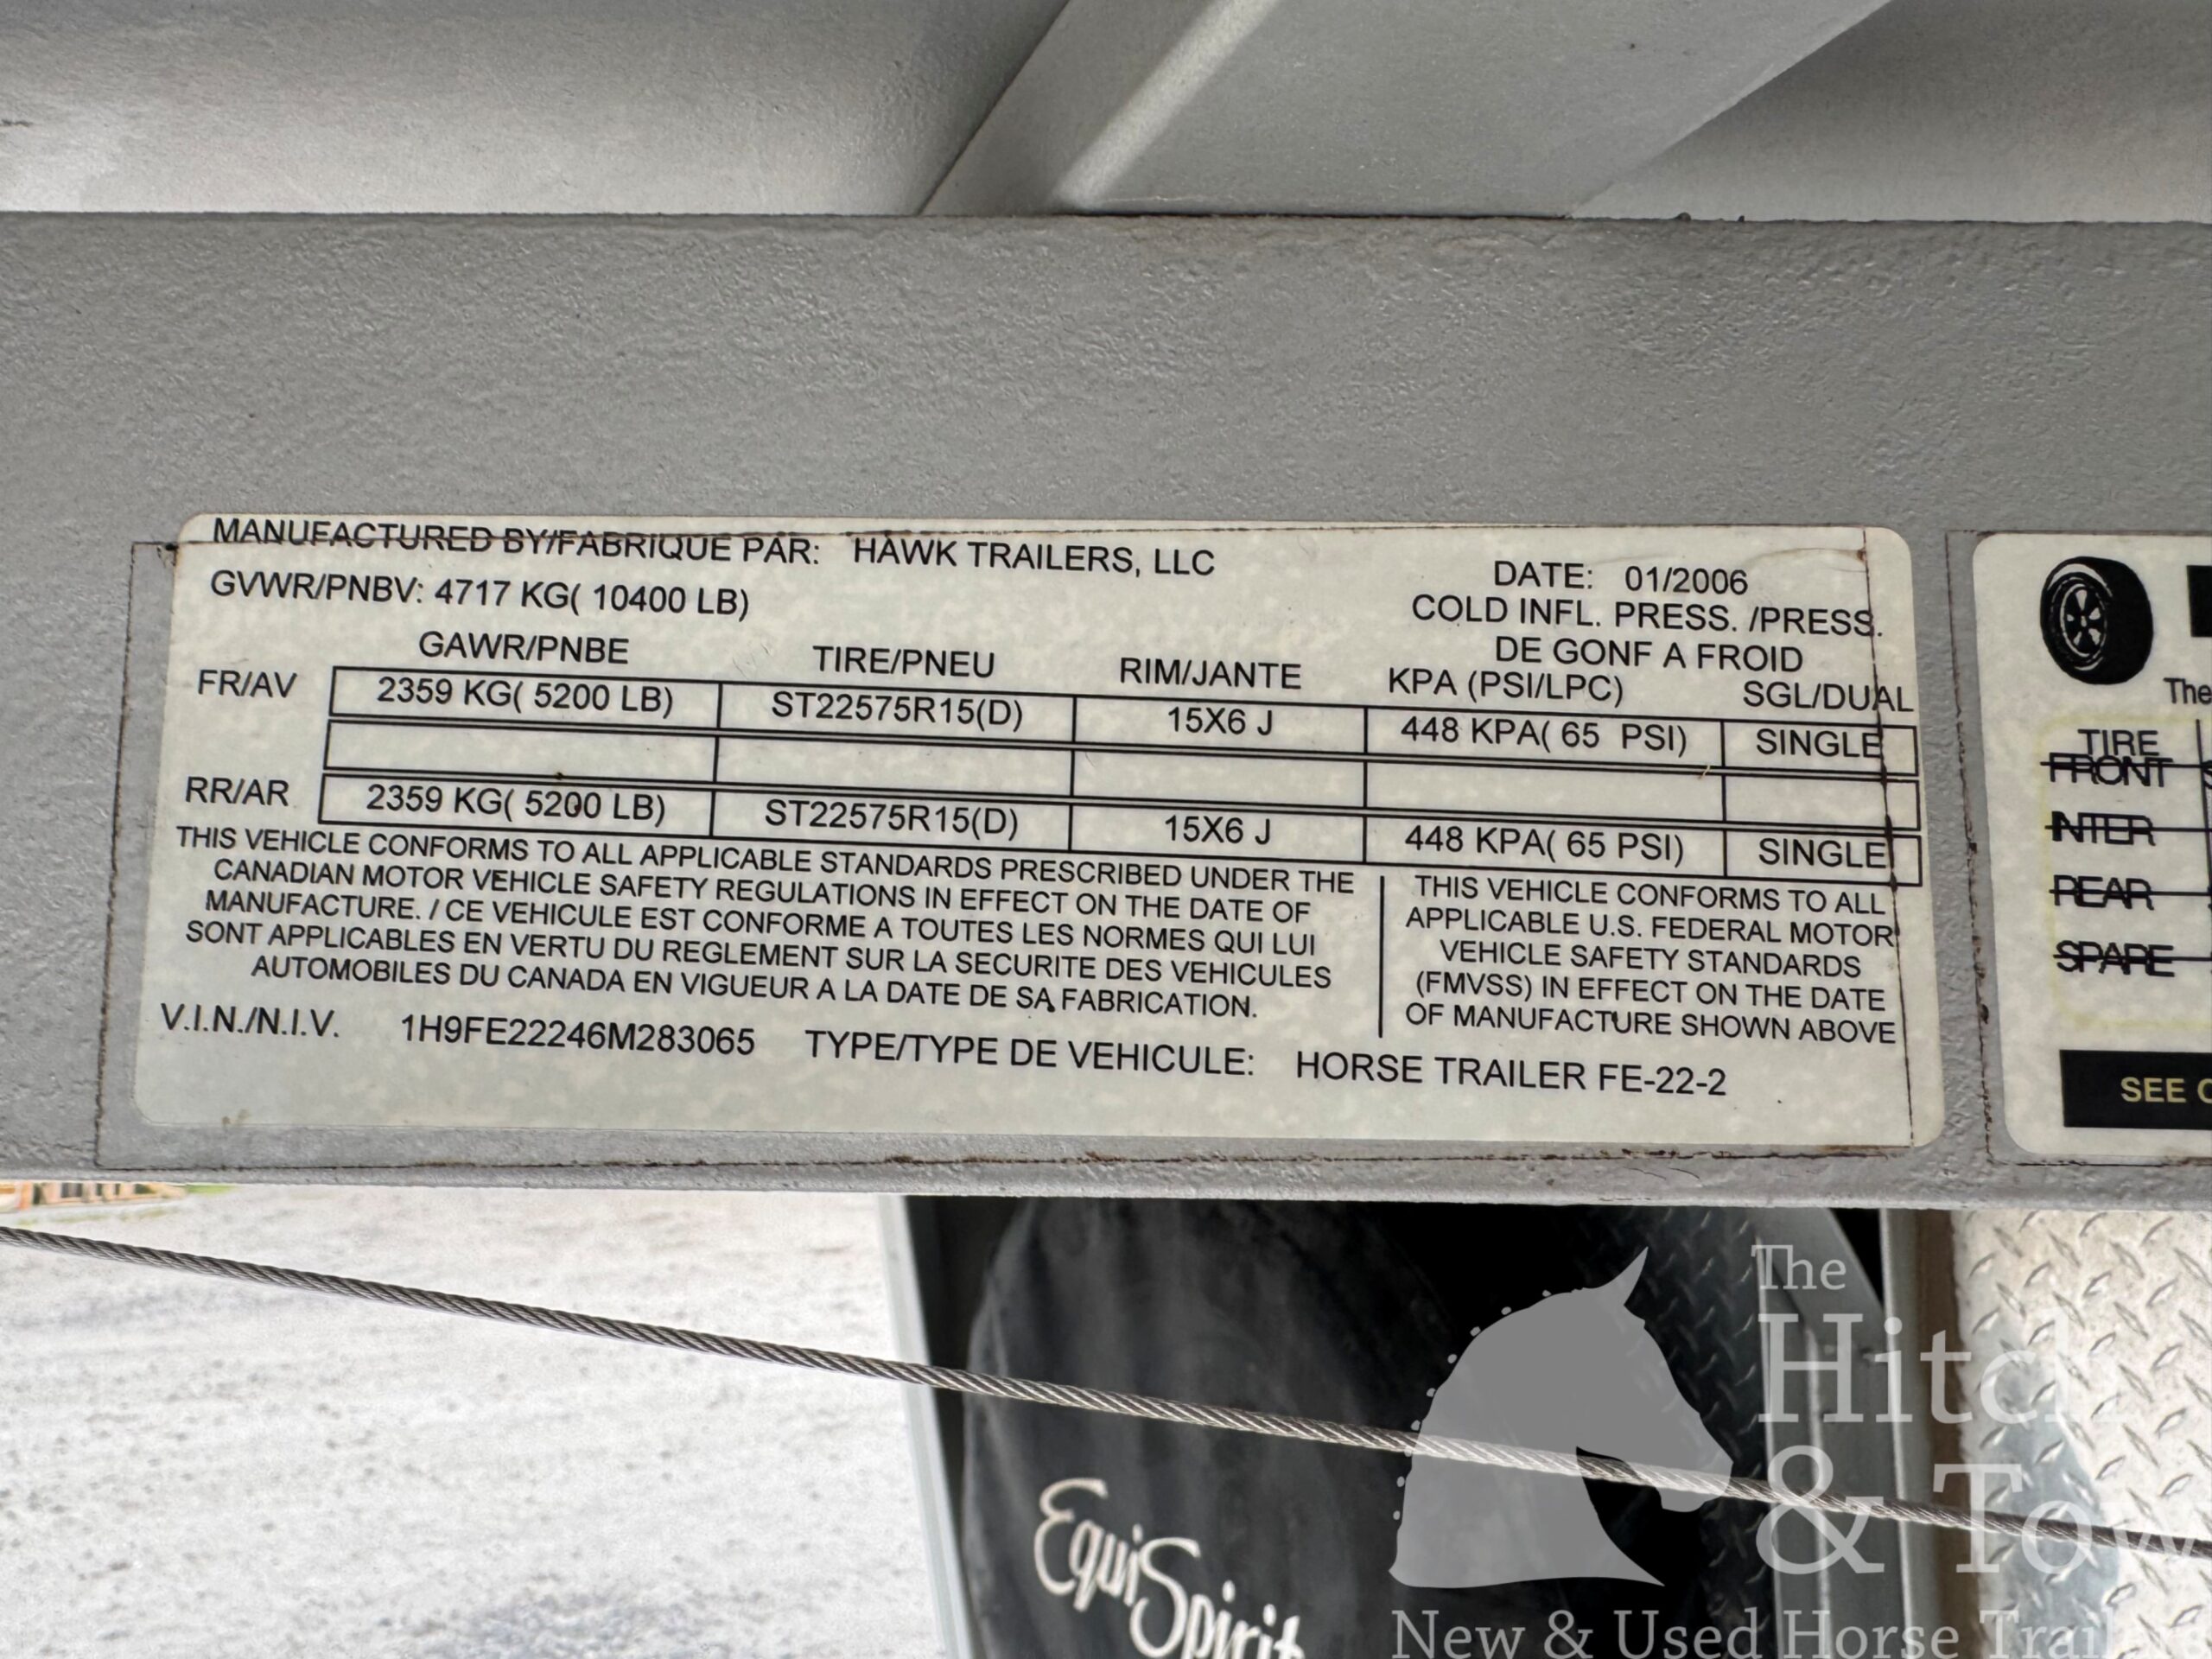 MANUFACTURED BY/FABRIQUE PAR: HAWK TRAILERS, LLC
DATE: 01/2006
GVWR/PNBV: 4717 KG( 10400 LB)
COLD INFL. PRESS. /PRESS.
DE GONF A FROID
GAWR/PNBE TIRE/PNEU RIM/JANTE KPA (PSI/LPC) SGL/DUAL
FR/AV 2359 KG( 5200 LB) ST22575R15(D) 15X6 J 448 KPA( 65 PSI) SINGLE
RR/AR 2359 KG( 5200 LB) ST22575R15(D) 15X6 J 448 KPA( 65 PSI) SINGLE
THIS VEHICLE CONFORMS TO ALL APPLICABLE STANDARDS PRESCRIBED UNDER THE
CANADIAN MOTOR VEHICLE SAFETY REGULATIONS IN EFFECT ON THE DATE OF
MANUFACTURE. / CE VEHICULE EST CONFORME A TOUTES LES NORMES QUI LUI
SONT APPLICABLES EN VERTU DU REGLEMENT SUR LA SECURITE DES VEHICULES
AUTOMOBILES DU CANADA EN VIGUEUR A LA DATE DE SA FABRICATION.
THIS VEHICLE CONFORMS TO ALL
APPLICABLE U.S. FEDERAL MOTOR
VEHICLE SAFETY STANDARDS
(FMVSS) IN EFFECT ON THE DATE
OF MANUFACTURE SHOWN ABOVE
V.I.N./N.I.V. 1H9FE22246M283065 TYPE/TYPE DE VEHICULE: HORSE TRAILER FE-22-2
The
TIRE
FRONT
INTER
REAR
SPARE
SEE
EquiSpirit
The
Hitch
& Tow
New & Used Horse Trailers